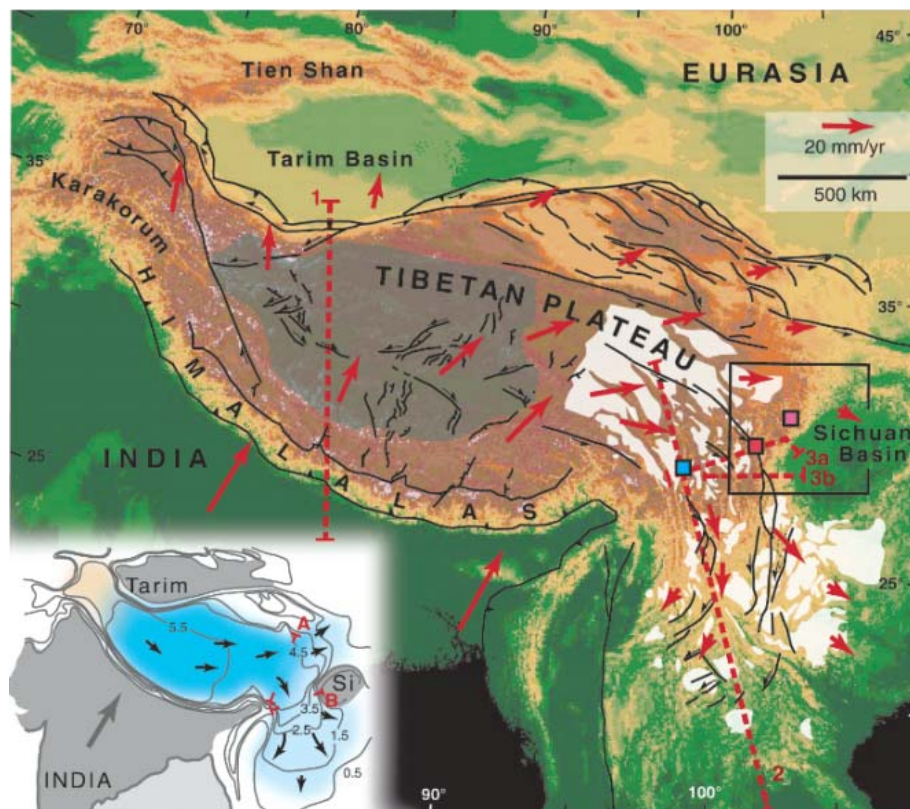 70°
80°
90°
100°
45°
Tien Shan
EURASIA
20 mm/yr
500 km
35°
Tarim Basin
Karakorum
1
TIBETAN PLATEAU
35°
HIMALAYAS
25°
INDIA
Sichuan
Basin
3a
3b
25°
Tarim
5.5
A
4.5
Si
B
3.5
2.5
1.5
0.5
INDIA
2
90°
100°